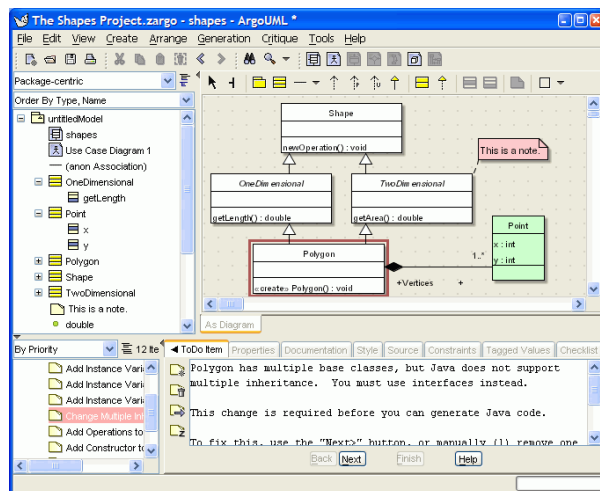 The Shapes Project.zargo - shapes - ArgoUML *
File Edit View Create Arrange Generation Critique Tools Help
Package-centric
Order By Type, Name
untitledModel
shapes
Use Case Diagram 1
(anon Association)
OneDimensional
getLength
Point
x
y
Polygon
Shape
TwoDimensional
This is a note.
double
Shape
newOperation() : void
This is a note.
OneDimensional
getLength() : double
TwoDimensional
getArea() : double
Point
x : int
y : int
Polygon
«create» Polygon() : void
1..*
+Vertices +
As Diagram
By Priority
12 Ite
ToDo Item Properties Documentation Style Source Constraints Tagged Values Checklist
Add Instance Varia
Add Instance Varia
Add Instance Varia
Change Multiple In
Add Operations to
Add Constructor to
Polygon has multiple base classes, but Java does not support
multiple inheritance. You must use interfaces instead.
This change is required before you can generate Java code.
To fix this, use the "Next>" button, or manually (1) remove one
Back Next Finish Help